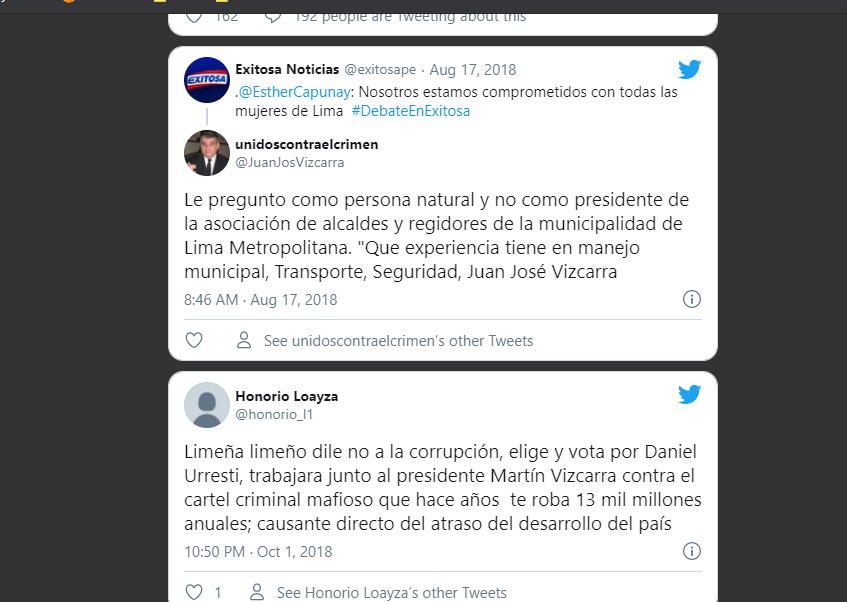 162 192 people are Tweeting about this
EXITOSA
Exitosa Noticias @exitosape · Aug 17, 2018
.@EstherCapunay: Nosotros estamos comprometidos con todas las
mujeres de Lima #DebateEnExitosa
unidoscontraelcrimen
@JuanJosVizcarra
Le pregunto como persona natural y no como presidente de
la asociación de alcaldes y regidores de la municipalidad de
Lima Metropolitana. "Que experiencia tiene en manejo
municipal, Transporte, Seguridad, Juan José Vizcarra
8:46 AM · Aug 17, 2018
See unidoscontraelcrimen's other Tweets
Honorio Loayza
@honorio_l1
Limeña limeño dile no a la corrupción, elige y vota por Daniel
Urresti, trabajara junto al presidente Martín Vizcarra contra el
cartel criminal mafioso que hace años te roba 13 mil millones
anuales; causante directo del atraso del desarrollo del país
10:50 PM · Oct 1, 2018
1 See Honorio Loayza's other Tweets